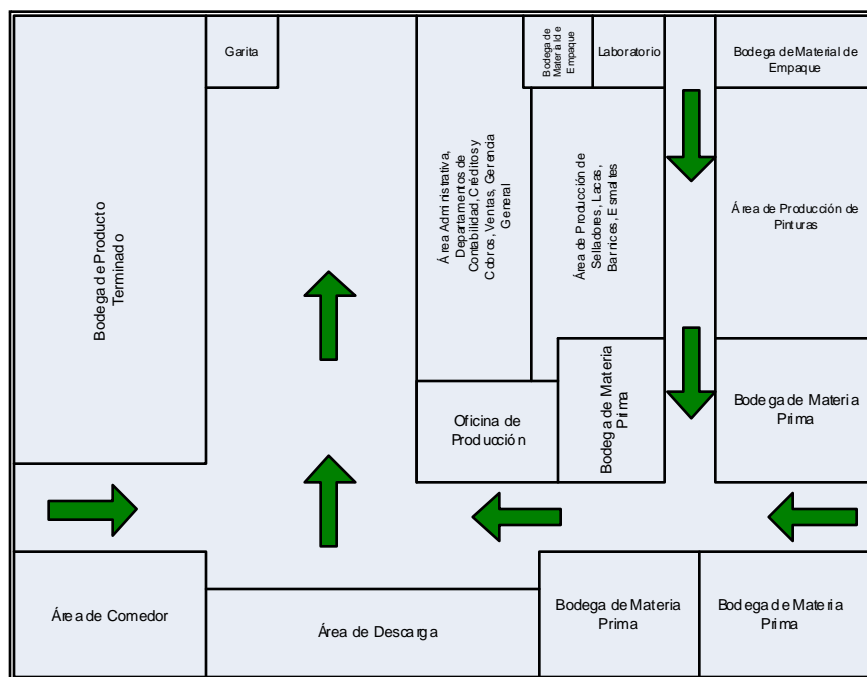 Garita
Bodega de
Material de
Empaque
Laboratorio
Bodega de Material de
Empaque
Bodega de Producto
Terminado
Área Administrativa,
Departamentos de
Contabilidad, Créditos y
Cobros, Ventas, Gerencia
General
Área de Producción de
Selladores, Lacas,
Barnices, Esmaltes
Área de Producción de
Pinturas
Oficina de
Producción
Bodega de Materia
Prima
Bodega de Materia
Prima
Área de Comedor
Área de Descarga
Bodega de Materia
Prima
Bodega de Materia
Prima